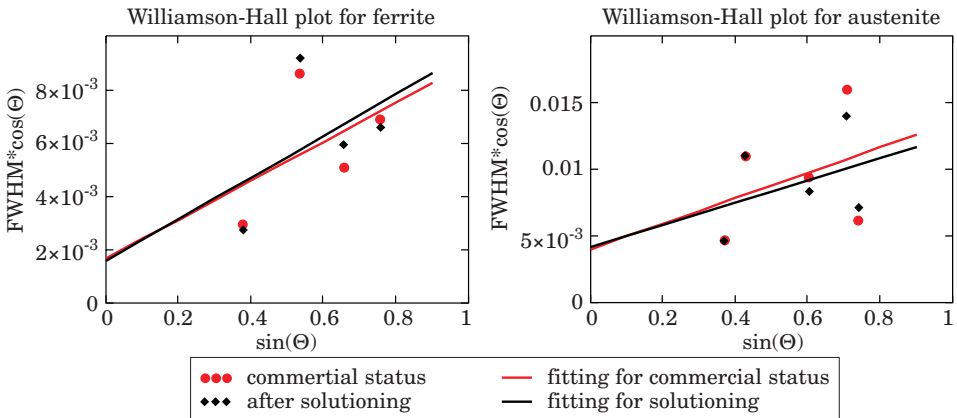 Williamson-Hall plot for ferrite
FWHM*cos(Θ)
8×10⁻³
6×10⁻³
4×10⁻³
2×10⁻³
0
0 0.2 0.4 0.6 0.8 1
sin(Θ)
Williamson-Hall plot for austenite
FWHM*cos(Θ)
0.015
0.01
5×10⁻³
0
0 0.2 0.4 0.6 0.8 1
sin(Θ)
commertial status
after solutioning
fitting for commercial status
fitting for solutioning